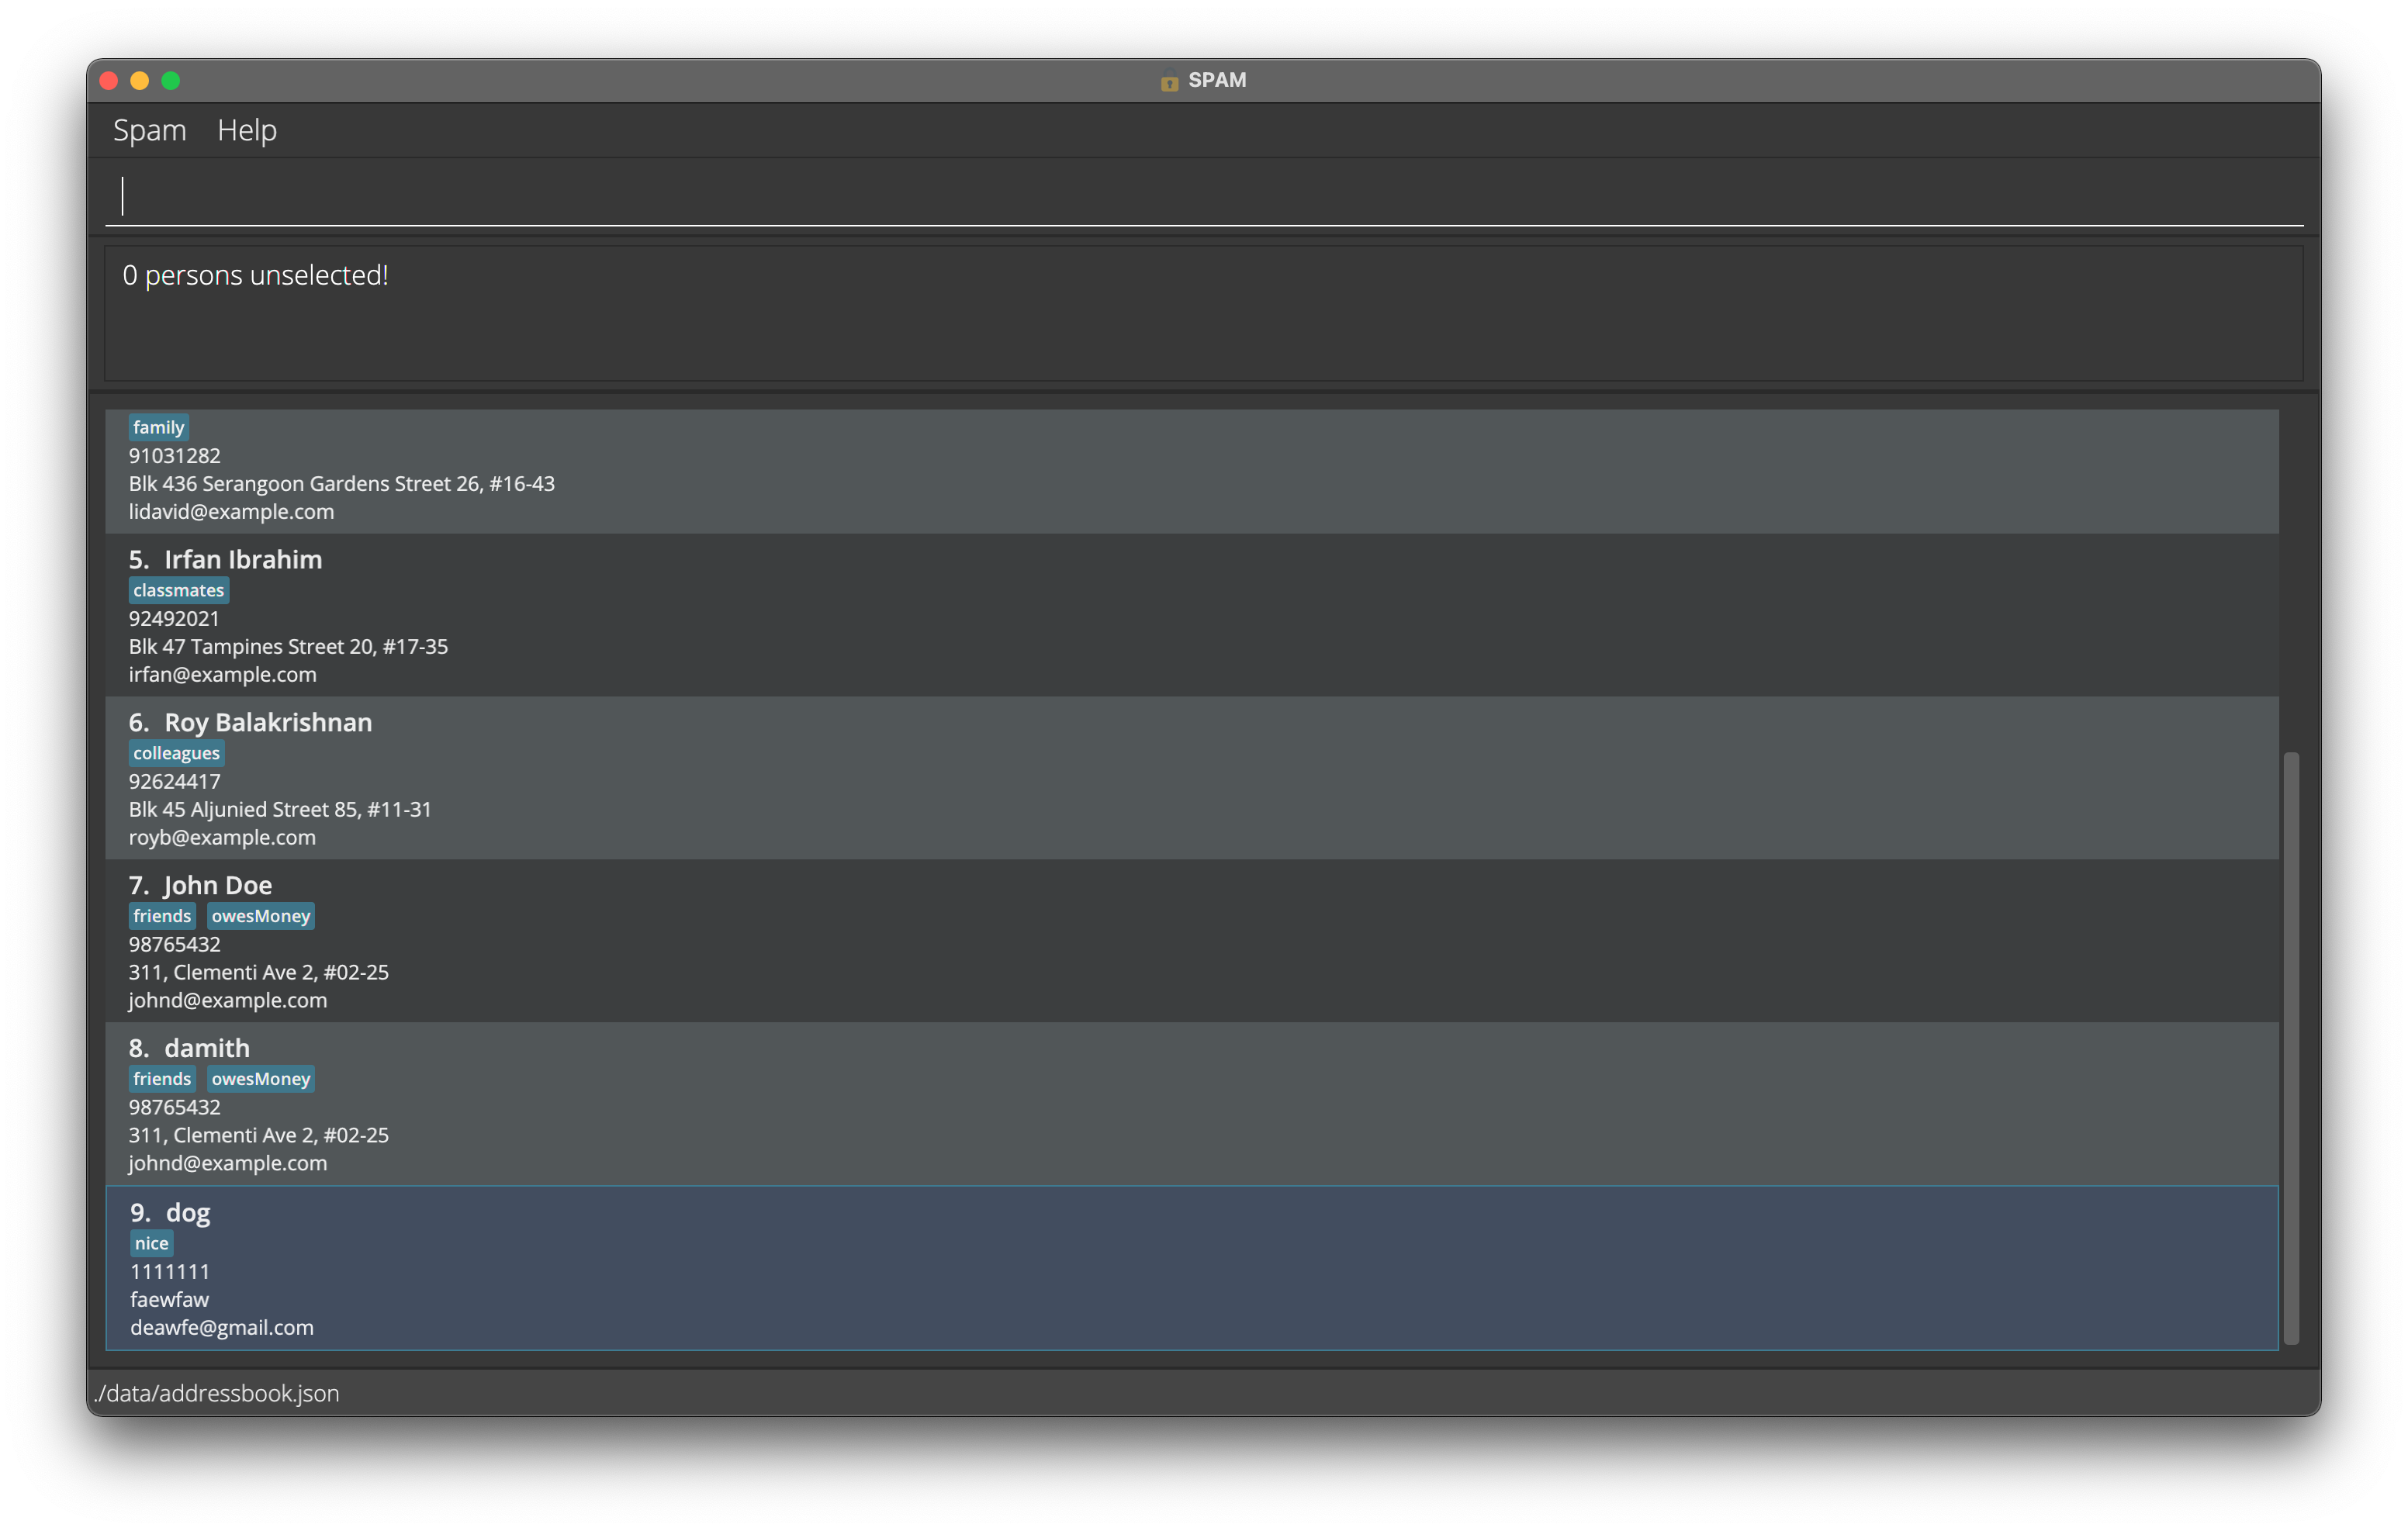 SPAM
Spam Help
0 persons unselected!
family
91031282
Blk 436 Serangoon Gardens Street 26, #16-43
lidavid@example.com
5. Irfan Ibrahim
classmates
92492021
Blk 47 Tampines Street 20, #17-35
irfan@example.com
6. Roy Balakrishnan
colleagues
92624417
Blk 45 Aljunied Street 85, #11-31
royb@example.com
7. John Doe
friends owesMoney
98765432
311, Clementi Ave 2, #02-25
johnd@example.com
8. damith
friends owesMoney
98765432
311, Clementi Ave 2, #02-25
johnd@example.com
9. dog
nice
1111111
faewfaw
deawfe@gmail.com
./data/addressbook.json